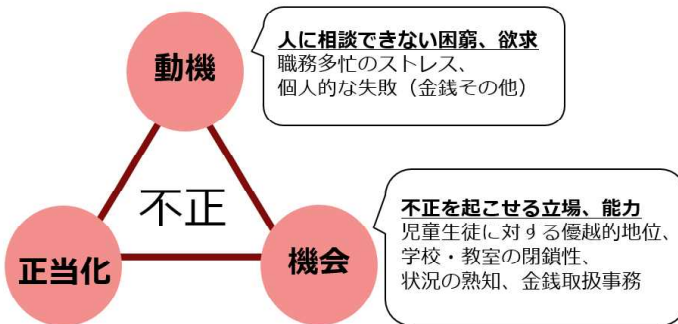 動機
人に相談できない困窮、欲求
職務多忙のストレス、
個人的な失敗（金銭その他）
不正
正当化
機会
不正を起こせる立場、能力
児童生徒に対する優越的地位、
学校・教室の閉鎖性、
状況の熟知、金銭取扱事務